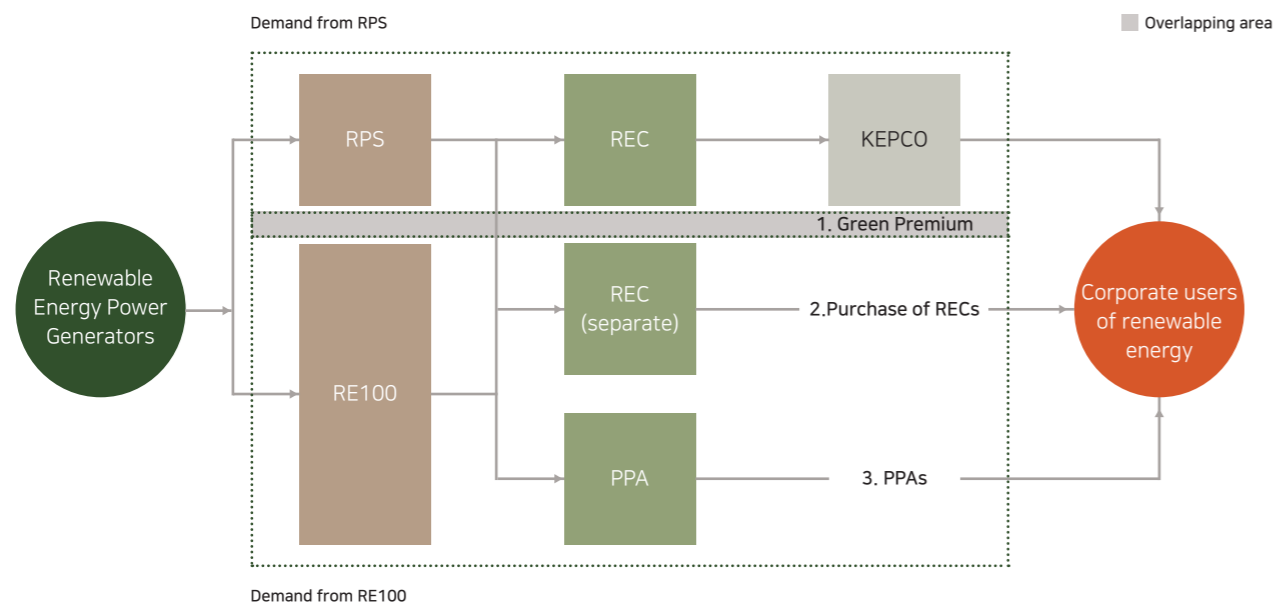 Demand from RPS
Overlapping area
RPS
REC
KEPCO
1. Green Premium
Renewable
Energy Power
Generators
REC
(separate)
2.Purchase of RECs
Corporate users
of renewable
energy
RE100
PPA
3. PPAs
Demand from RE100